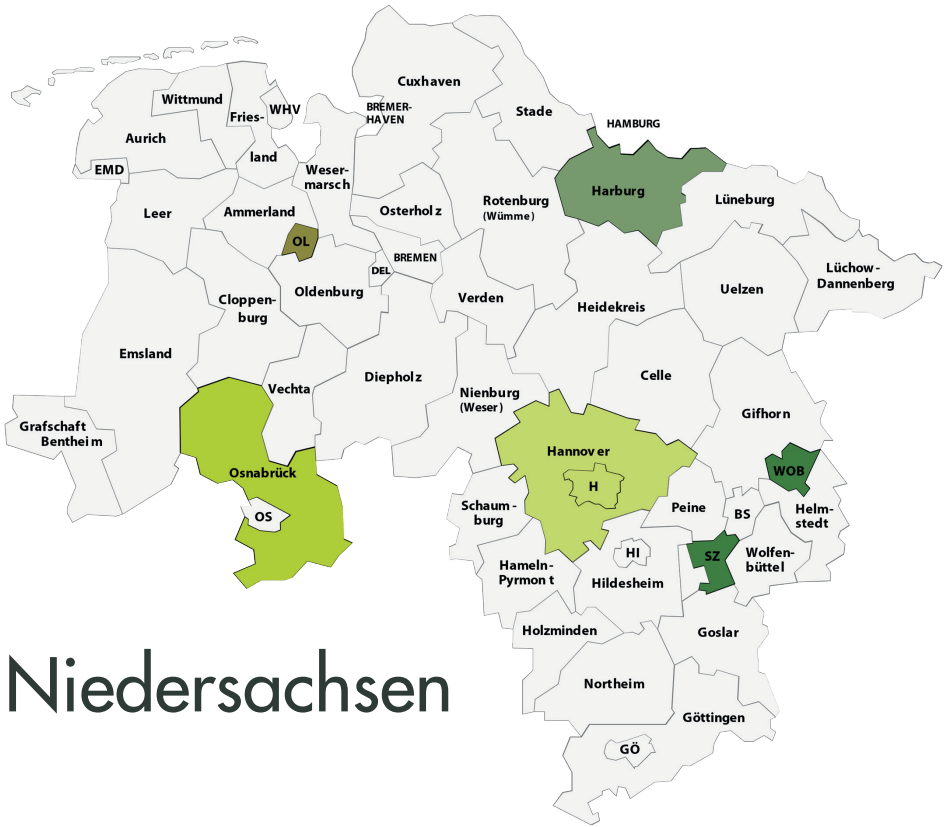 Cuxhaven
Wittmund
BREMER-
HAVEN
WHV
Fries-
Stade
HAMBURG
Aurich
land
EMD
Weser-
marsch
Harburg
Leer
Ammerland
Osterholz
Rotenburg
(Wümme)
Lüneburg
OL
BREMEN
DEL
Lüchow-
Dannenberg
Oldenburg
Uelzen
Cloppen-
burg
Verden
Heidekreis
Emsland
Diepholz
Celle
Vechta
Nienburg
(Weser)
Gifhorn
Grafschaft
Bentheim
Hannover
Osnabrück
WOB
H
Schaum-
burg
Peine
BS
Helm-
stedt
OS
HI
SZ
Wolfen-
büttel
Hameln-
Pyrmont
Hildesheim
Holzminden
Goslar
Niedersachsen
Northeim
Göttingen
GÖ